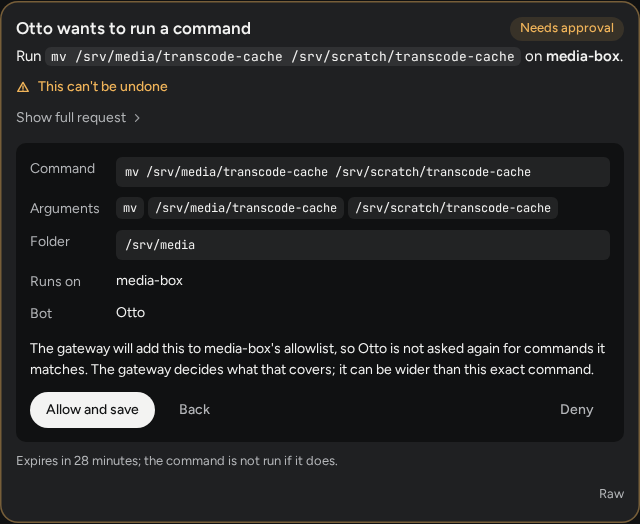 Otto wants to run a command
Needs approval
Run mv /srv/media/transcode-cache /srv/scratch/transcode-cache on media-box.
This can't be undone
Show full request
Command mv /srv/media/transcode-cache /srv/scratch/transcode-cache
Arguments mv /srv/media/transcode-cache /srv/scratch/transcode-cache
Folder /srv/media
Runs on media-box
Bot Otto
The gateway will add this to media-box's allowlist, so Otto is not asked again for commands it
matches. The gateway decides what that covers; it can be wider than this exact command.
Allow and save Back Deny
Expires in 28 minutes; the command is not run if it does.
Raw